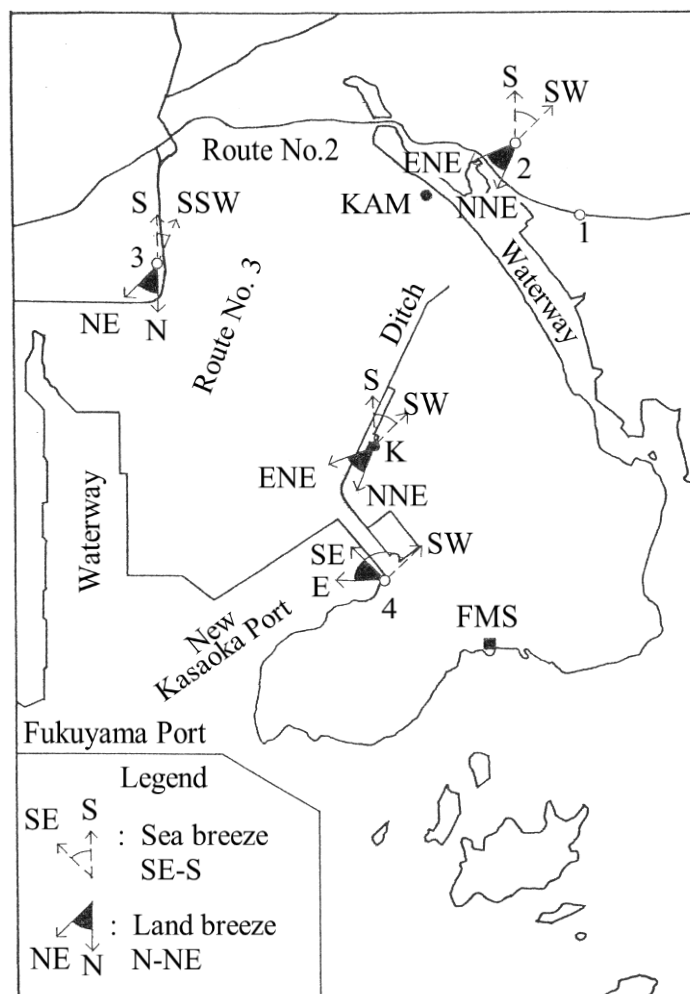 S
SW
Route No.2
ENE
2
KAM
NNE
1
S
SSW
3
Waterway
NE
N
Route No. 3
Ditch
S
SW
K
ENE
NNE
Waterway
SE
SW
E
4
New
Kasaoka Port
FMS
Fukuyama Port
Legend
S
SE
: Sea breeze
SE-S
: Land breeze
NE
N
N-NE